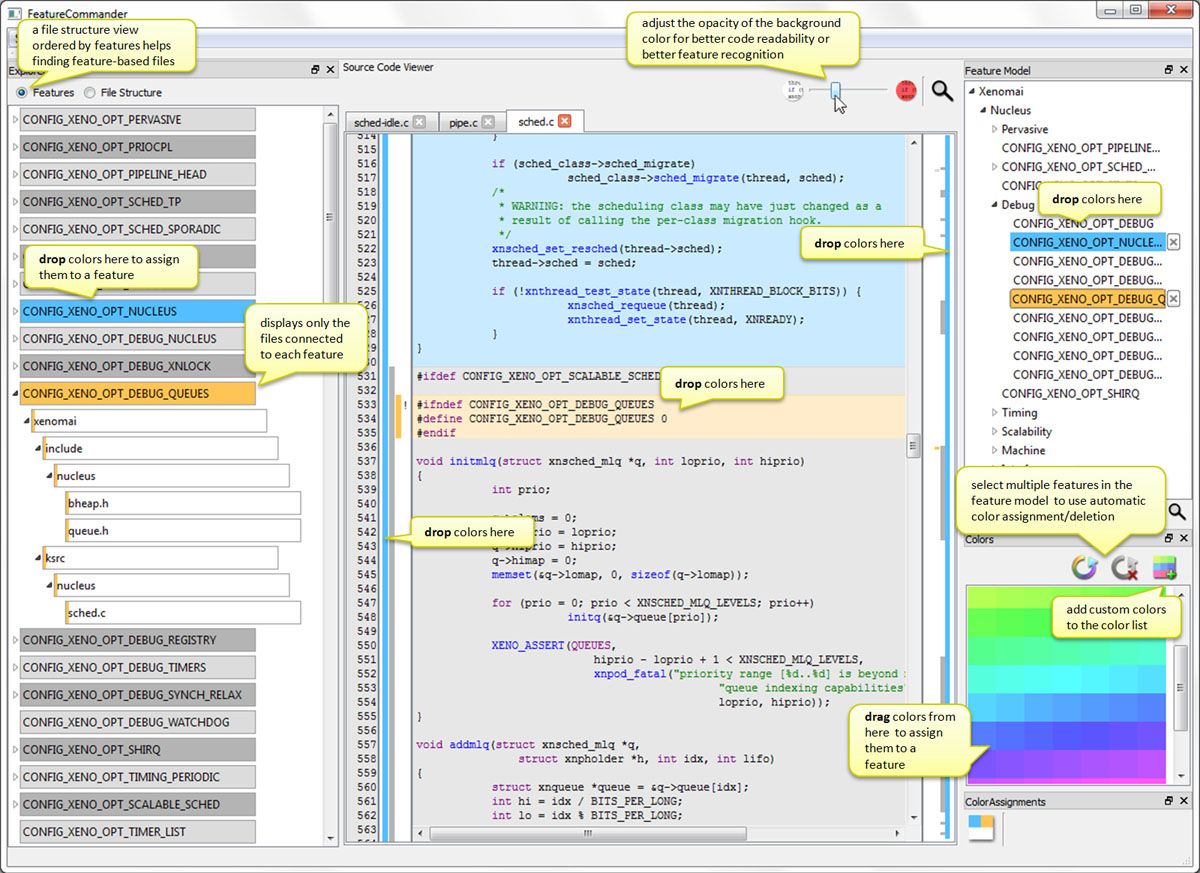 FeatureCommander
a file structure view
ordered by features helps
finding feature-based files
Features
File Structure
CONFIG_XENO_OPT_PERVASIVE
CONFIG_XENO_OPT_PRIOCPL
CONFIG_XENO_OPT_PIPELINE_HEAD
CONFIG_XENO_OPT_SCHED_TP
CONFIG_XENO_OPT_SCHED_SPORADIC
drop colors here to assign
them to a feature
CONFIG_XENO_OPT_NUCLEUS
CONFIG_XENO_OPT_DEBUG_NUCLEUS
CONFIG_XENO_OPT_DEBUG_XNLOCK
CONFIG_XENO_OPT_DEBUG_QUEUES
displays only the
files connected
to each feature
xenomai
include
nucleus
bheap.h
queue.h
ksrc
nucleus
sched.c
CONFIG_XENO_OPT_DEBUG_REGISTRY
CONFIG_XENO_OPT_DEBUG_TIMERS
CONFIG_XENO_OPT_DEBUG_SYNCH_RELAX
CONFIG_XENO_OPT_DEBUG_WATCHDOG
CONFIG_XENO_OPT_SHIRQ
CONFIG_XENO_OPT_TIMING_PERIODIC
CONFIG_XENO_OPT_SCALABLE_SCHED
CONFIG_XENO_OPT_TIMER_LIST
Source Code Viewer
adjust the opacity of the background
color for better code readability or
better feature recognition
sched-idle.c
pipe.c
sched.c
514 }
515
516 if (sched_class->sched_migrate)
517 sched_class->sched_migrate(thread, sched);
518 /*
519 * WARNING: the scheduling class may have just changed as a
520 * result of calling the per-class migration hook.
521 */
522 xnsched_set_resched(thread->sched);
523 thread->sched = sched;
524
525 if (!xnthread_test_state(thread, XNTHREAD_BLOCK_BITS)) {
526 xnsched_requeue(thread);
527 xnthread_set_state(thread, XNREADY);
528 }
529 }
530
531 #ifdef CONFIG_XENO_OPT_SCALABLE_SCHED
532
533 ! #ifndef CONFIG_XENO_OPT_DEBUG_QUEUES
534 #define CONFIG_XENO_OPT_DEBUG_QUEUES 0
535 #endif
536
537 void initmlq(struct xnsched_mlq *q, int loprio, int hiprio)
538 {
539 int prio;
540
541 = 0;
542 = loprio;
543 q->hiprio = hiprio;
544 q->himap = 0;
545 memset(&q->lomap, 0, sizeof(q->lomap));
546
547 for (prio = 0; prio < XNSCHED_MLQ_LEVELS; prio++)
548 initq(&q->queue[prio]);
549
550 XENO_ASSERT(QUEUES,
551 hiprio - loprio + 1 < XNSCHED_MLQ_LEVELS,
552 xnpod_fatal("priority range [%d..%d] is beyond
553 "queue indexing capabilities"
554 loprio, hiprio));
555 }
556
557 void addmlq(struct xnsched_mlq *q,
558 struct xnpholder *h, int idx, int lifo)
559 {
560 struct xnqueue *queue = &q->queue[idx];
561 int hi = idx / BITS_PER_LONG;
562 int lo = idx % BITS_PER_LONG;
563
drop colors here
drop colors here
drop colors here
Feature Model
Xenomai
Nucleus
Pervasive
CONFIG_XENO_OPT_PIPELINE...
CONFIG_XENO_OPT_SCHED_...
Debug
drop colors here
CONFIG_XENO_OPT_DEBUG
CONFIG_XENO_OPT_NUCLE...
CONFIG_XENO_OPT_DEBUG...
CONFIG_XENO_OPT_DEBUG...
CONFIG_XENO_OPT_DEBUG_Q
CONFIG_XENO_OPT_DEBUG...
CONFIG_XENO_OPT_DEBUG...
CONFIG_XENO_OPT_DEBUG...
CONFIG_XENO_OPT_DEBUG...
CONFIG_XENO_OPT_SHIRQ
Timing
Scalability
Machine
select multiple features in the
feature model to use automatic
color assignment/deletion
Colors
add custom colors
to the color list
drag colors from
here to assign
them to a
feature
ColorAssignments